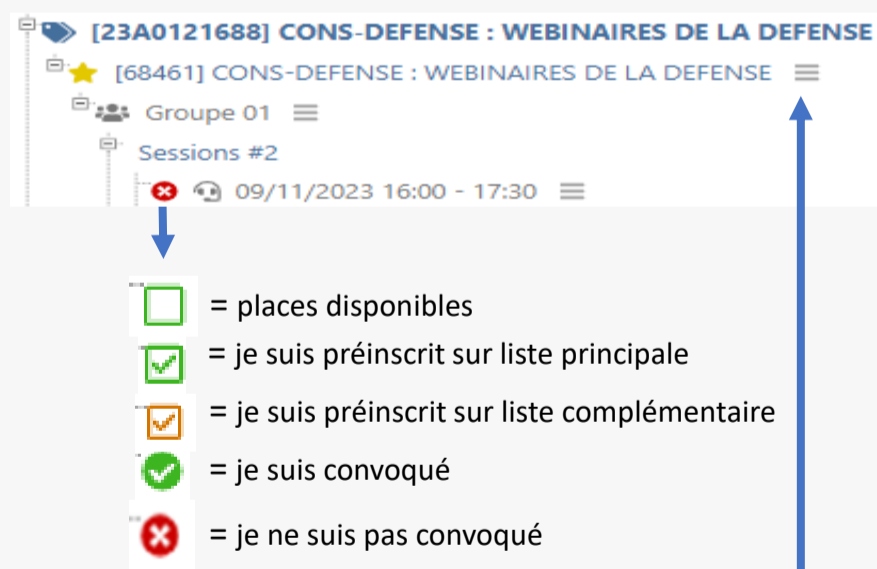 [23A0121688] CONS-DEFENSE : WEBINAIRES DE LA DEFENSE
[68461] CONS-DEFENSE : WEBINAIRES DE LA DEFENSE
Groupe 01
Sessions #2
09/11/2023 16:00 - 17:30
= places disponibles
= je suis préinscrit sur liste principale
= je suis préinscrit sur liste complémentaire
= je suis convoqué
= je ne suis pas convoqué